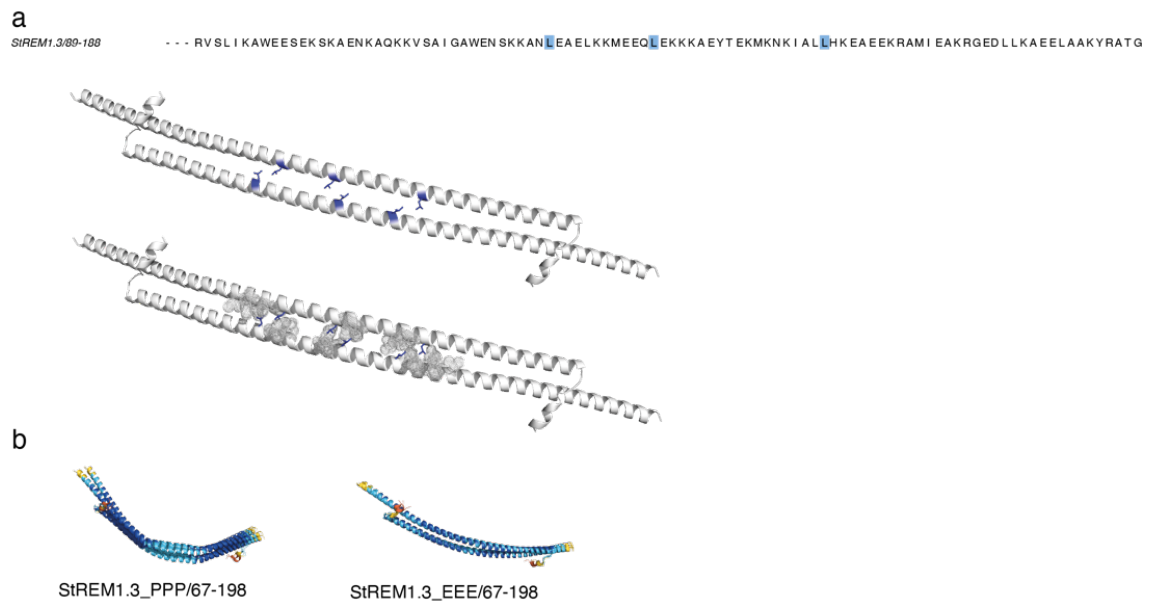 a
StREM1.3/89-188 - - - RVSLIKAWEESEKSKAENKAQKKVSAIGAWENSKKANLEAELKKMEEQLEKKKAEYTEKMKNKIALLHKEAEEKRAMIEAKRGEDLLKAEELAAKYRATG
b
StREM1.3_PPP/67-198 StREM1.3_EEE/67-198